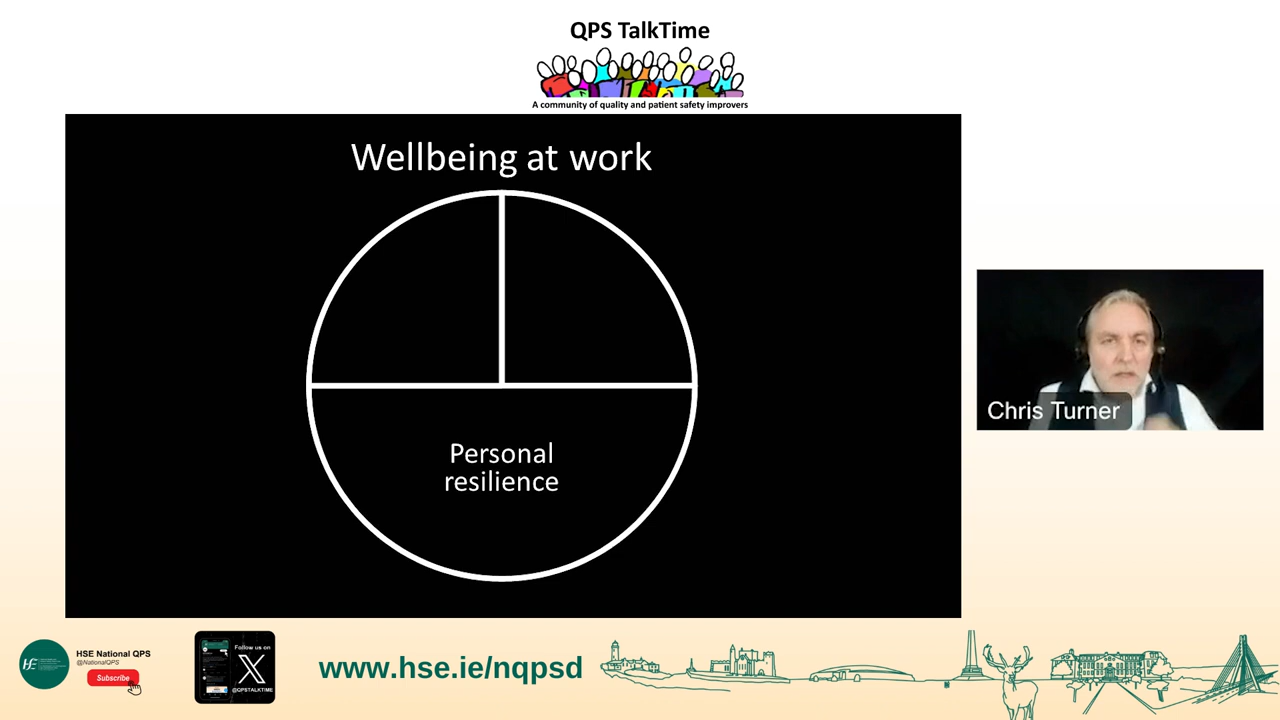 QPS TalkTime
A community of quality and patient safety improvers
Wellbeing at work
Personal
resilience
Chris Turner
HSE National QPS
@NationalQPS
Subscribe
Follow us on
@QPSTALKTIME
www.hse.ie/nqpsd